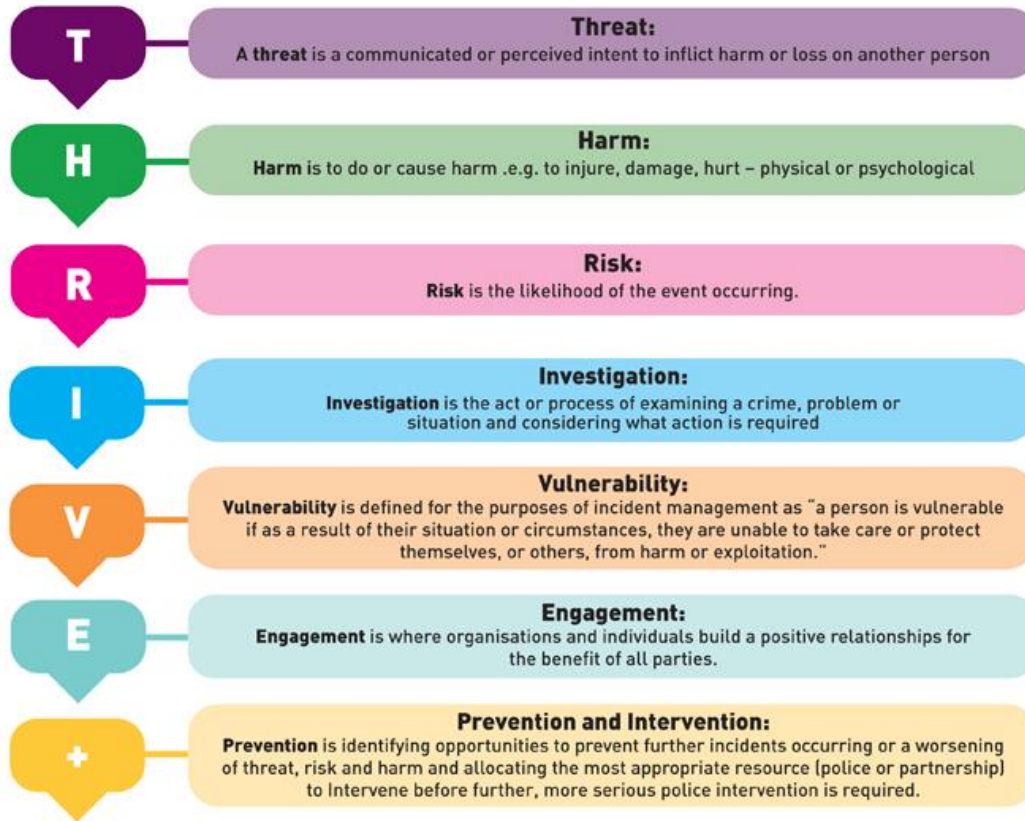 T
Threat:
A threat is a communicated or perceived intent to inflict harm or loss on another person
H
Harm:
Harm is to do or cause harm .e.g. to injure, damage, hurt – physical or psychological
R
Risk:
Risk is the likelihood of the event occurring.
I
Investigation:
Investigation is the act or process of examining a crime, problem or
situation and considering what action is required
V
Vulnerability:
Vulnerability is defined for the purposes of incident management as “a person is vulnerable
if as a result of their situation or circumstances, they are unable to take care or protect
themselves, or others, from harm or exploitation.”
E
Engagement:
Engagement is where organisations and individuals build a positive relationships for
the benefit of all parties.
+
Prevention and Intervention:
Prevention is identifying opportunities to prevent further incidents occurring or a worsening
of threat, risk and harm and allocating the most appropriate resource (police or partnership)
to Intervene before further, more serious police intervention is required.